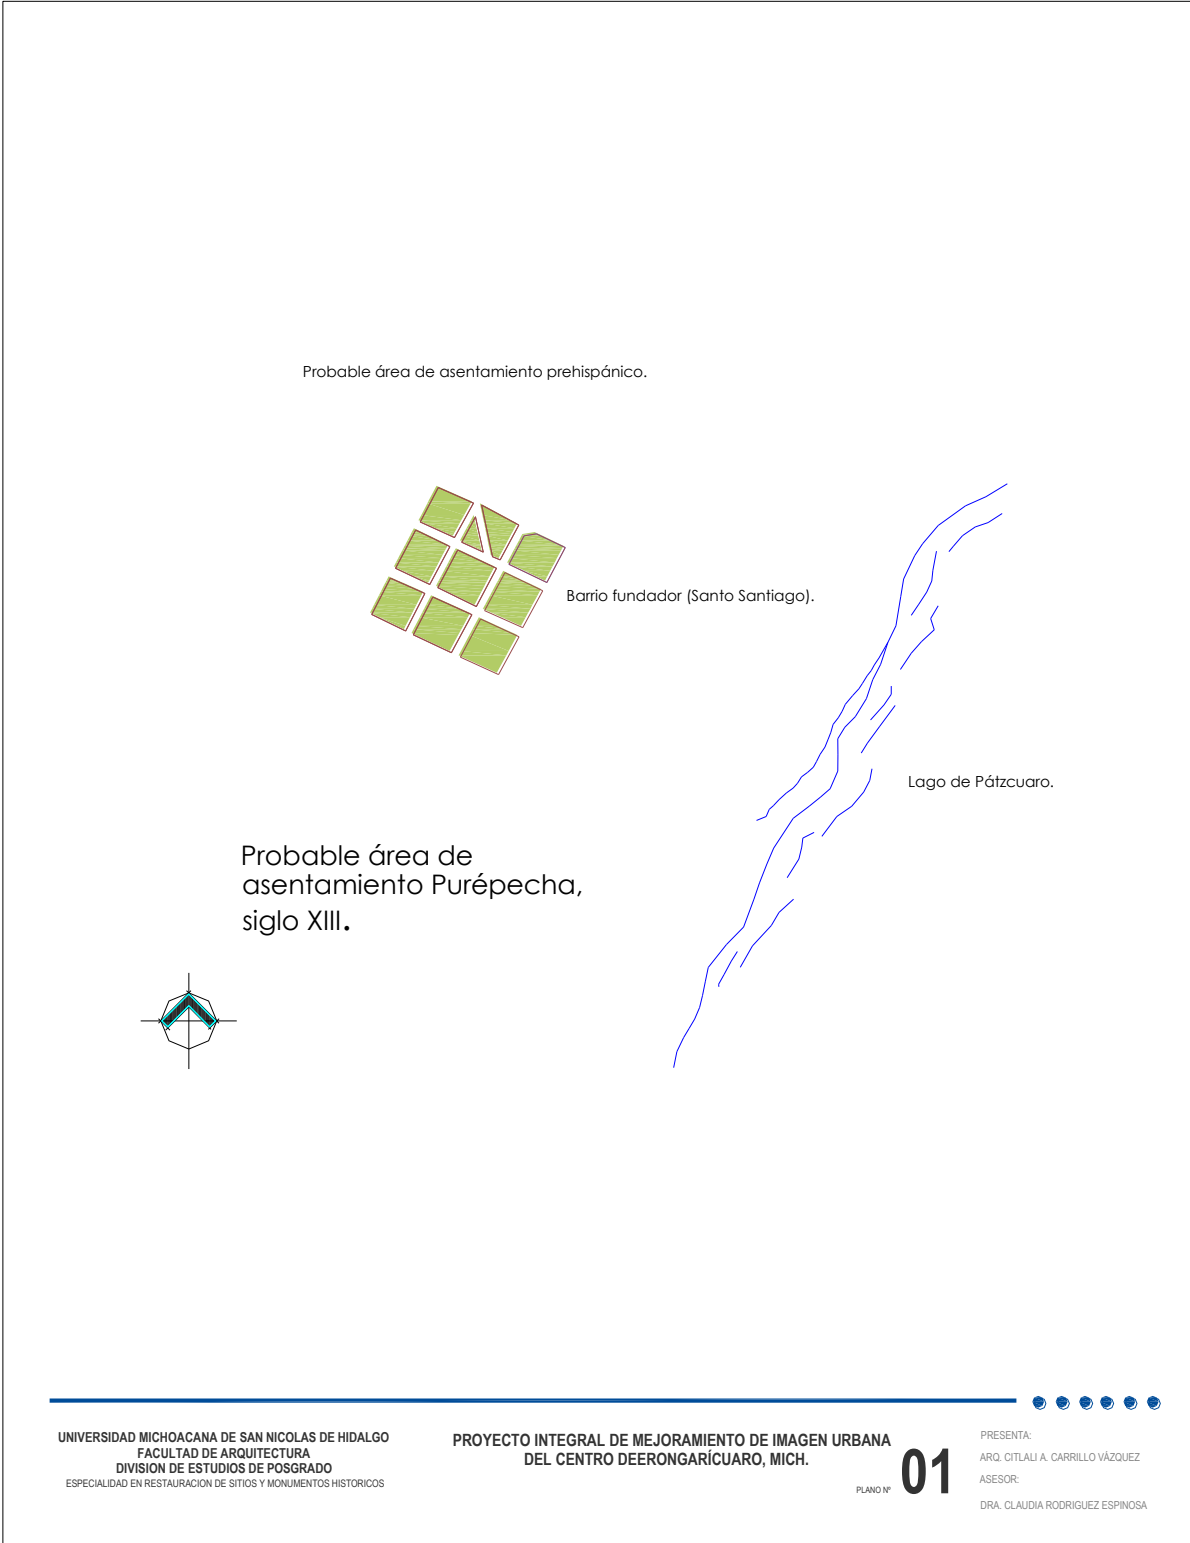 Probable área de asentamiento prehispánico.
Barrio fundador (Santo Santiago).
Lago de Pátzcuaro.
Probable área de
asentamiento Purépecha,
siglo XIII.
UNIVERSIDAD MICHOACANA DE SAN NICOLAS DE HIDALGO
FACULTAD DE ARQUITECTURA
DIVISION DE ESTUDIOS DE POSGRADO
ESPECIALIDAD EN RESTAURACION DE SITIOS Y MONUMENTOS HISTORICOS
PROYECTO INTEGRAL DE MEJORAMIENTO DE IMAGEN URBANA
DEL CENTRO DEERONGARÍCUARO, MICH.
PLANO Nº 01
PRESENTA:
ARQ. CITLALI A. CARRILLO VÁZQUEZ
ASESOR:
DRA. CLAUDIA RODRIGUEZ ESPINOSA